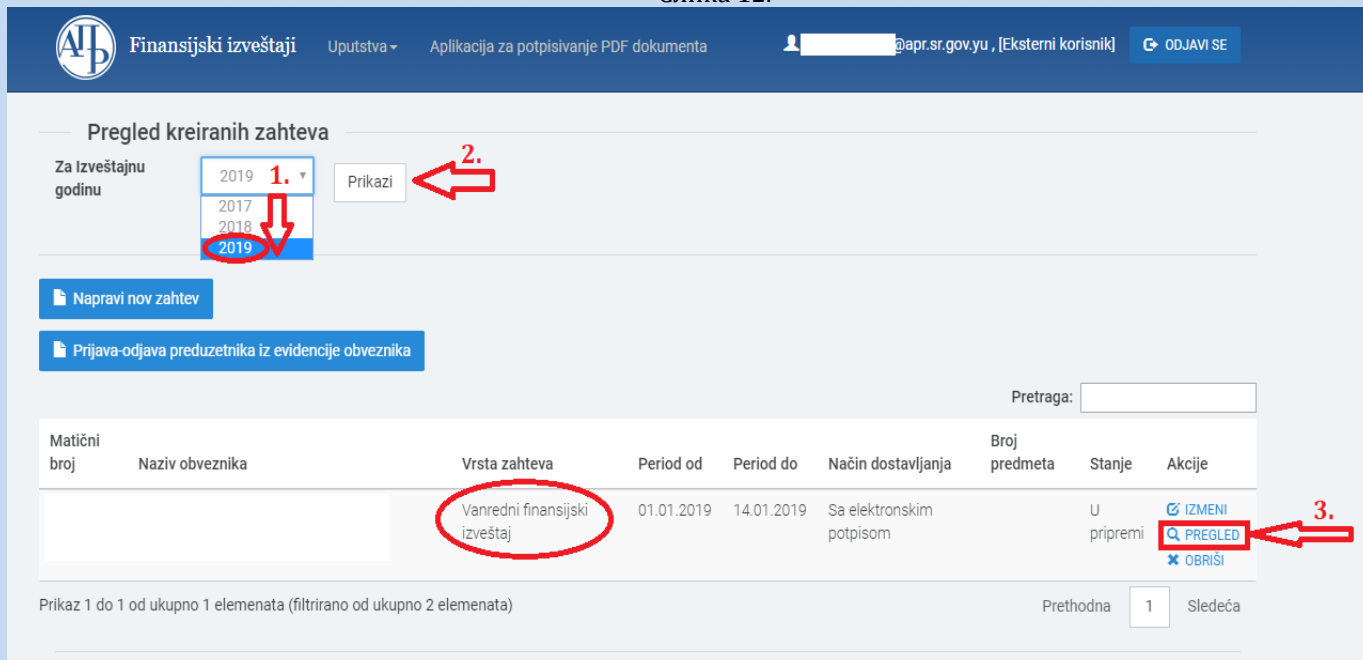 Слика 12.
АПР Finansijski izveštaji Uputstva Aplikacija za potpisivanje PDF dokumenta @apr.sr.gov.yu , [Eksterni korisnik] ODJAVI SE
Pregled kreiranih zahteva
Za Izveštajnu
godinu
2019 1.
Prikazi
2.
2017
2018
2019
Napravi nov zahtev
Prijava-odjava preduzetnika iz evidencije obveznika
Pretraga:
Matični
broj
Naziv obveznika
Vrsta zahteva
Period od
Period do
Način dostavljanja
Broj
predmeta
Stanje
Akcije
Vanredni finansijski
izveštaj
01.01.2019
14.01.2019
Sa elektronskim
potpisom
U
pripremi
IZMENI
PREGLED
OBRIŠI
3.
Prikaz 1 do 1 od ukupno 1 elemenata (filtrirano od ukupno 2 elemenata)
Prethodna 1 Sledeća